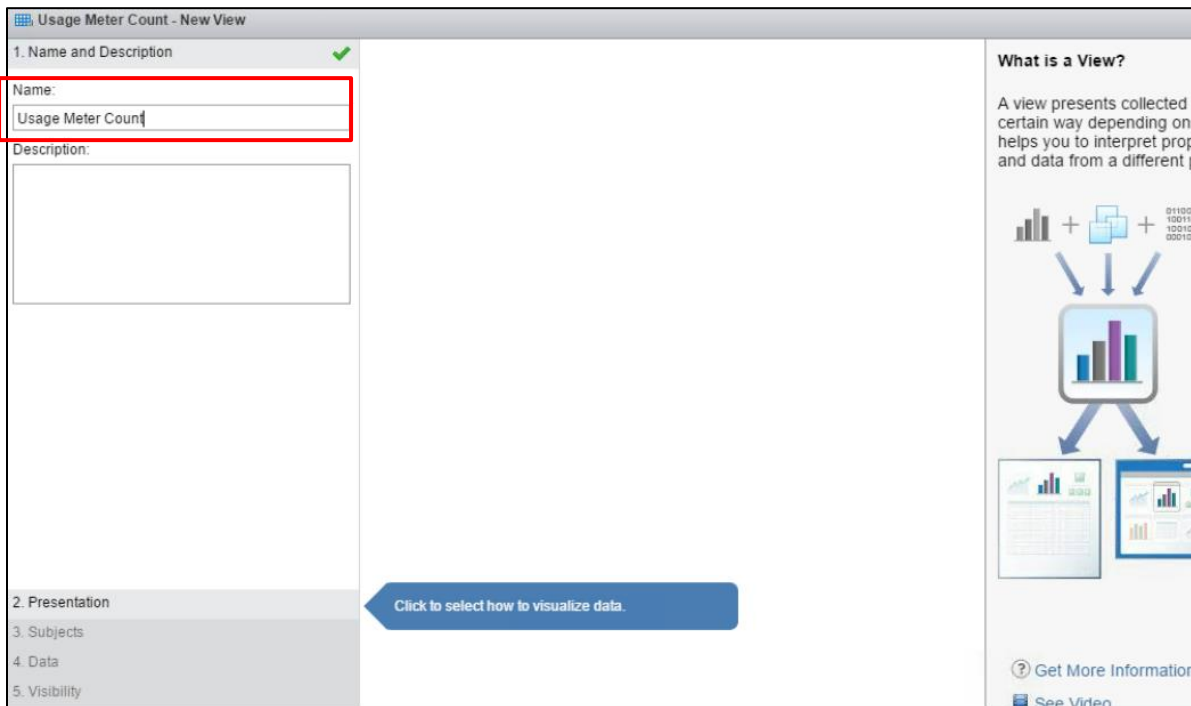 Usage Meter Count - New View
1. Name and Description
Name:
Usage Meter Count
Description:
2. Presentation
3. Subjects
4. Data
5. Visibility
Click to select how to visualize data.
What is a View?
A view presents collected
certain way depending on
helps you to interpret prop
and data from a different
Get More Information
See Video